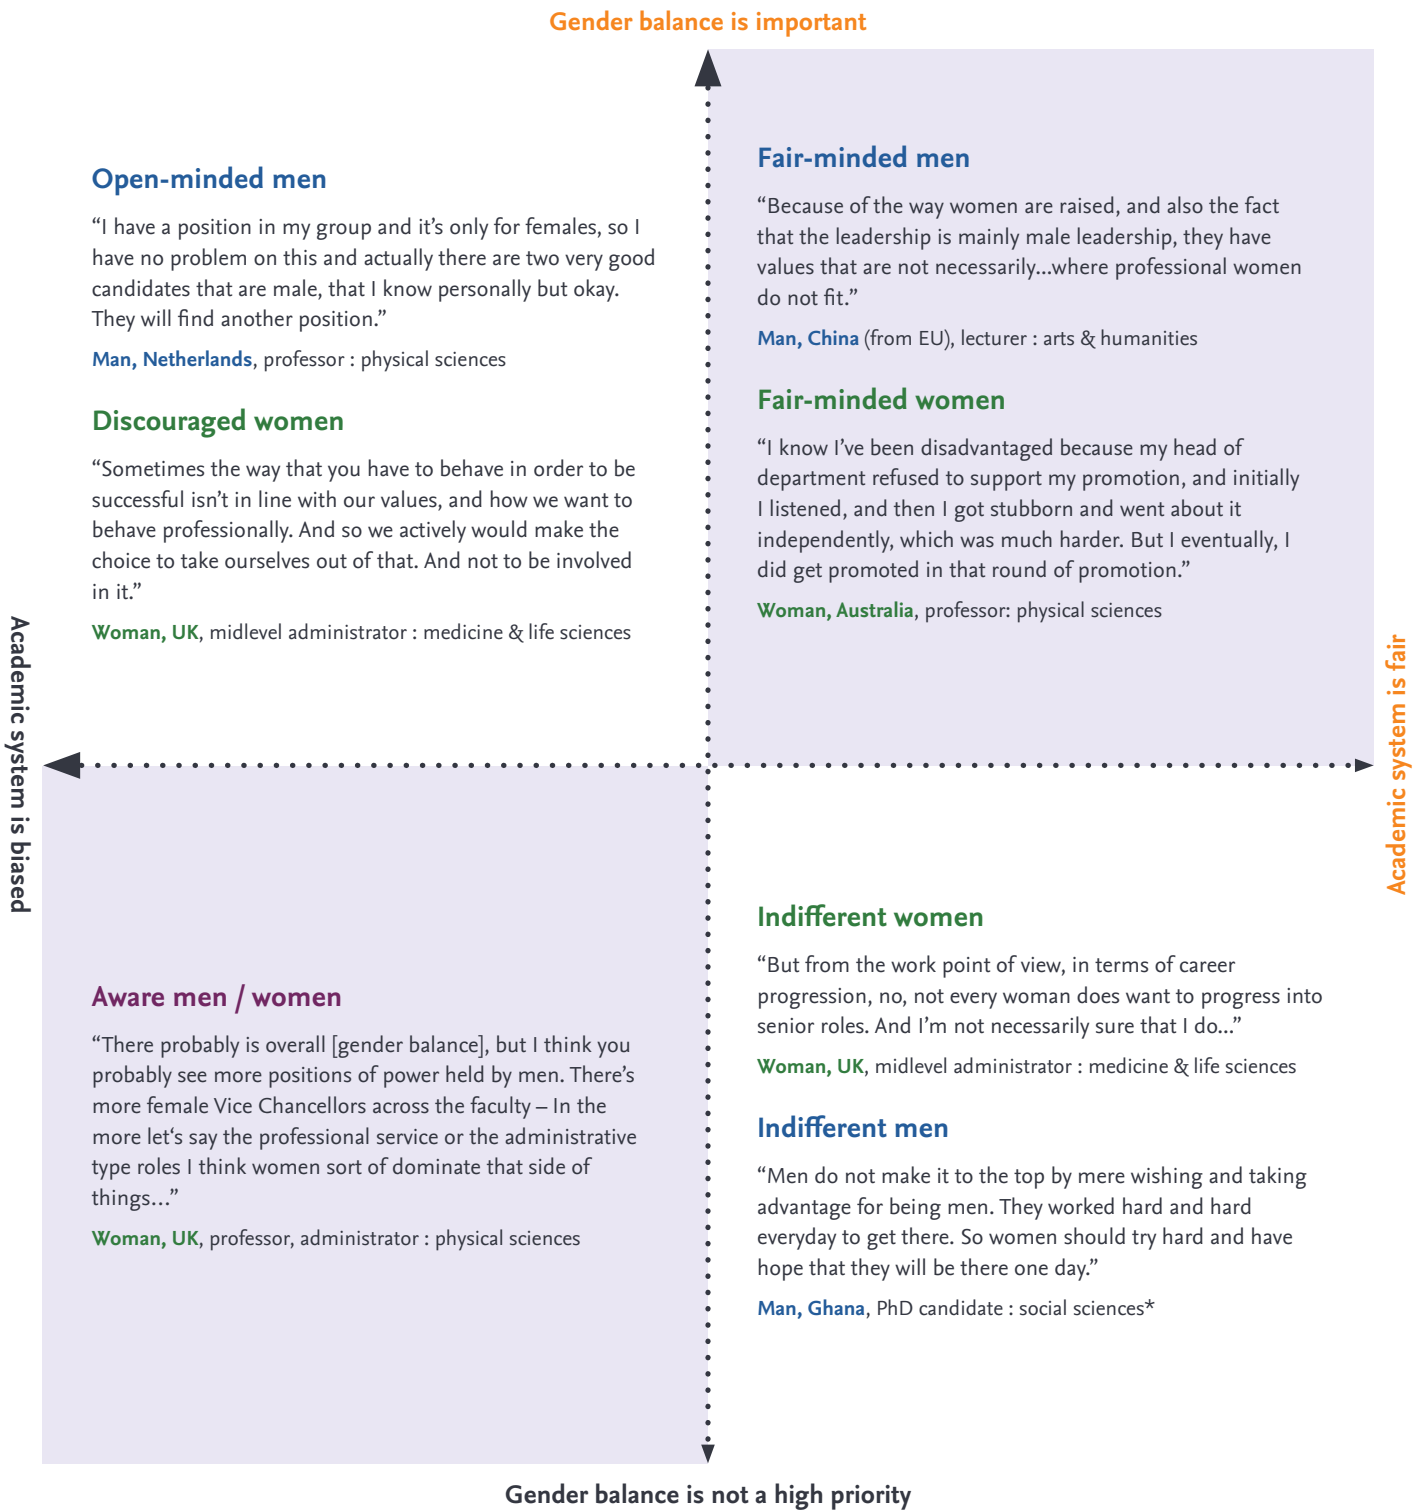 Gender balance is important
Open-minded men
“I have a position in my group and it’s only for females, so I
have no problem on this and actually there are two very good
candidates that are male, that I know personally but okay.
They will find another position.”
Man, Netherlands, professor : physical sciences
Discouraged women
“Sometimes the way that you have to behave in order to be
successful isn’t in line with our values, and how we want to
behave professionally. And so we actively would make the
choice to take ourselves out of that. And not to be involved
in it.”
Woman, UK, midlevel administrator : medicine & life sciences
Fair-minded men
“Because of the way women are raised, and also the fact
that the leadership is mainly male leadership, they have
values that are not necessarily...where professional women
do not fit.”
Man, China (from EU), lecturer : arts & humanities
Fair-minded women
“I know I’ve been disadvantaged because my head of
department refused to support my promotion, and initially
I listened, and then I got stubborn and went about it
independently, which was much harder. But I eventually, I
did get promoted in that round of promotion.”
Woman, Australia, professor: physical sciences
Academic system is biased
Academic system is fair
Aware men / women
“There probably is overall [gender balance], but I think you
probably see more positions of power held by men. There’s
more female Vice Chancellors across the faculty – In the
more let‘s say the professional service or the administrative
type roles I think women sort of dominate that side of
things…”
Woman, UK, professor, administrator : physical sciences
Indifferent women
“But from the work point of view, in terms of career
progression, no, not every woman does want to progress into
senior roles. And I’m not necessarily sure that I do...”
Woman, UK, midlevel administrator : medicine & life sciences
Indifferent men
“Men do not make it to the top by mere wishing and taking
advantage for being men. They worked hard and hard
everyday to get there. So women should try hard and have
hope that they will be there one day.”
Man, Ghana, PhD candidate : social sciences*
Gender balance is not a high priority